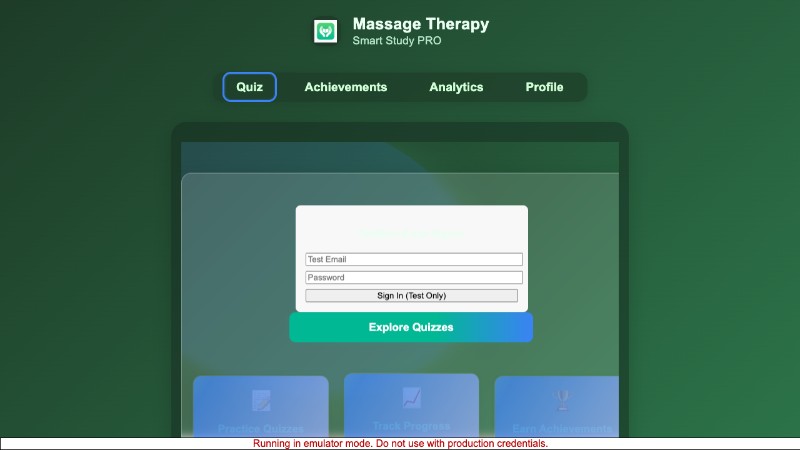 Massage Therapy
Smart Study PRO
Quiz
Achievements
Analytics
Profile
Test Email
Password
Sign In (Test Only)
Explore Quizzes
Practice Quizzes
Track Progress
Earn Achievements
Running in emulator mode. Do not use with production credentials.